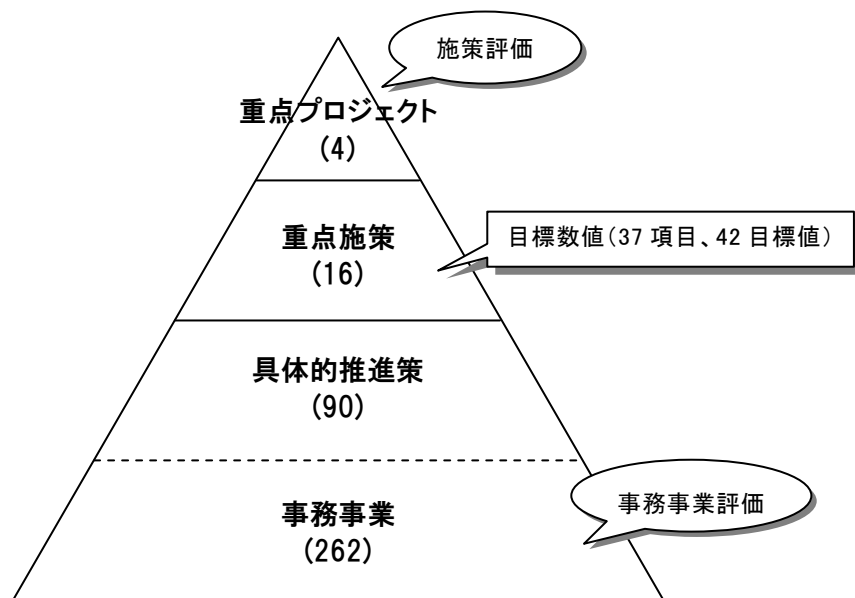 施策評価
重点プロジェクト
(4)
重点施策
(16)
目標数値(37 項目、42 目標値)
具体的推進策
(90)
事務事業
(262)
事務事業評価